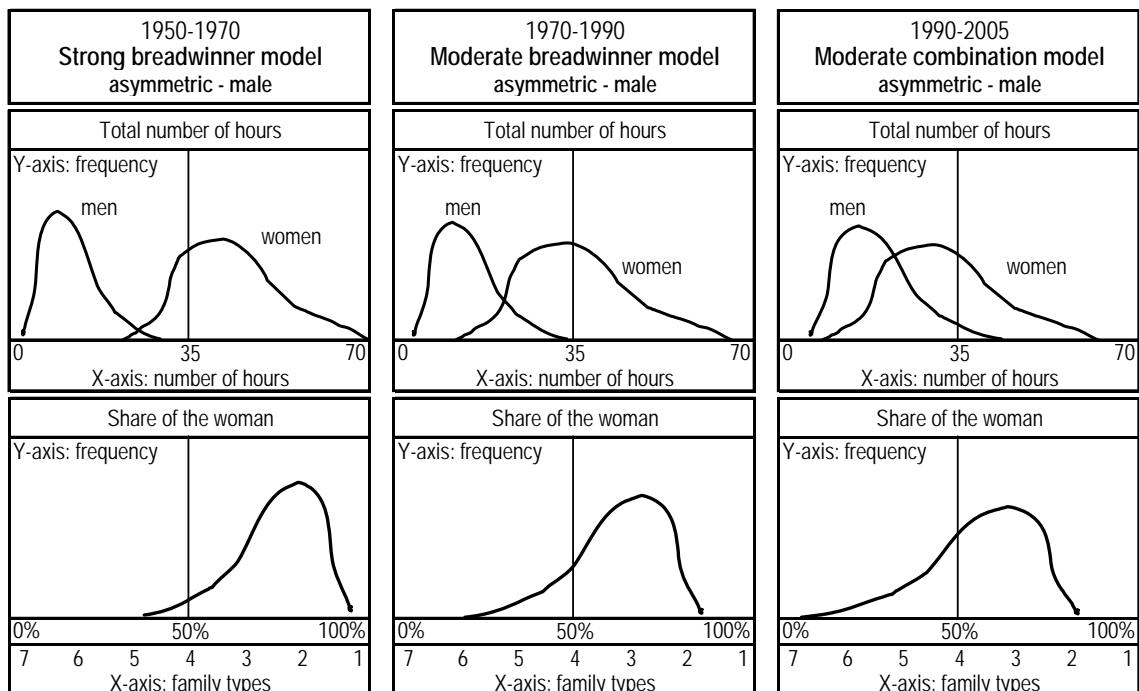 1950-1970
Strong breadwinner model
asymmetric - male
Total number of hours
Y-axis: frequency
men
women
0 35 70
X-axis: number of hours
Share of the woman
Y-axis: frequency
0% 50% 100%
7 6 5 4 3 2 1
X-axis: family types
1970-1990
Moderate breadwinner model
asymmetric - male
Total number of hours
Y-axis: frequency
men
women
0 35 70
X-axis: number of hours
Share of the woman
Y-axis: frequency
0% 50% 100%
7 6 5 4 3 2 1
X-axis: family types
1990-2005
Moderate combination model
asymmetric - male
Total number of hours
Y-axis: frequency
men
women
0 35 70
X-axis: number of hours
Share of the woman
Y-axis: frequency
0% 50% 100%
7 6 5 4 3 2 1
X-axis: family types